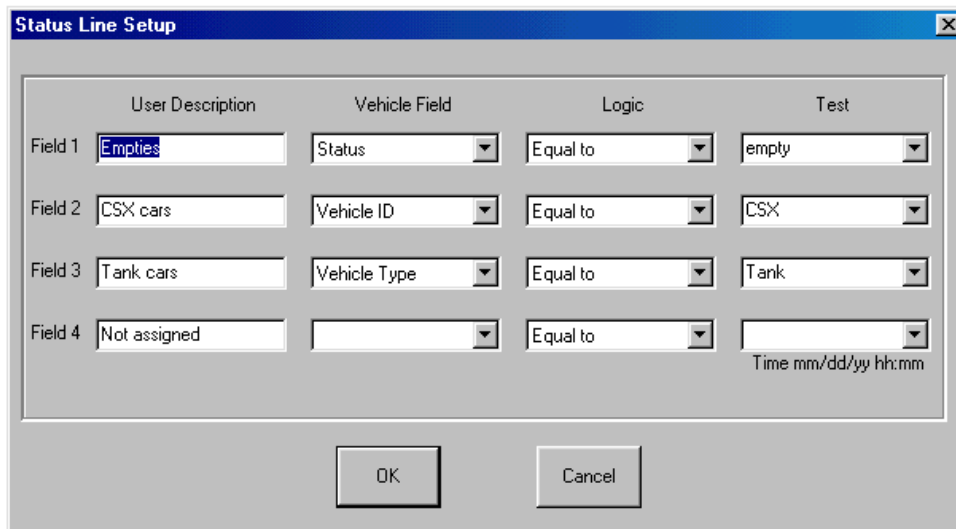 Status Line Setup
User Description Vehicle Field Logic Test
Field 1 Empties Status Equal to empty
Field 2 CSX cars Vehicle ID Equal to CSX
Field 3 Tank cars Vehicle Type Equal to Tank
Field 4 Not assigned Equal to
Time mm/dd/yy hh:mm
OK Cancel